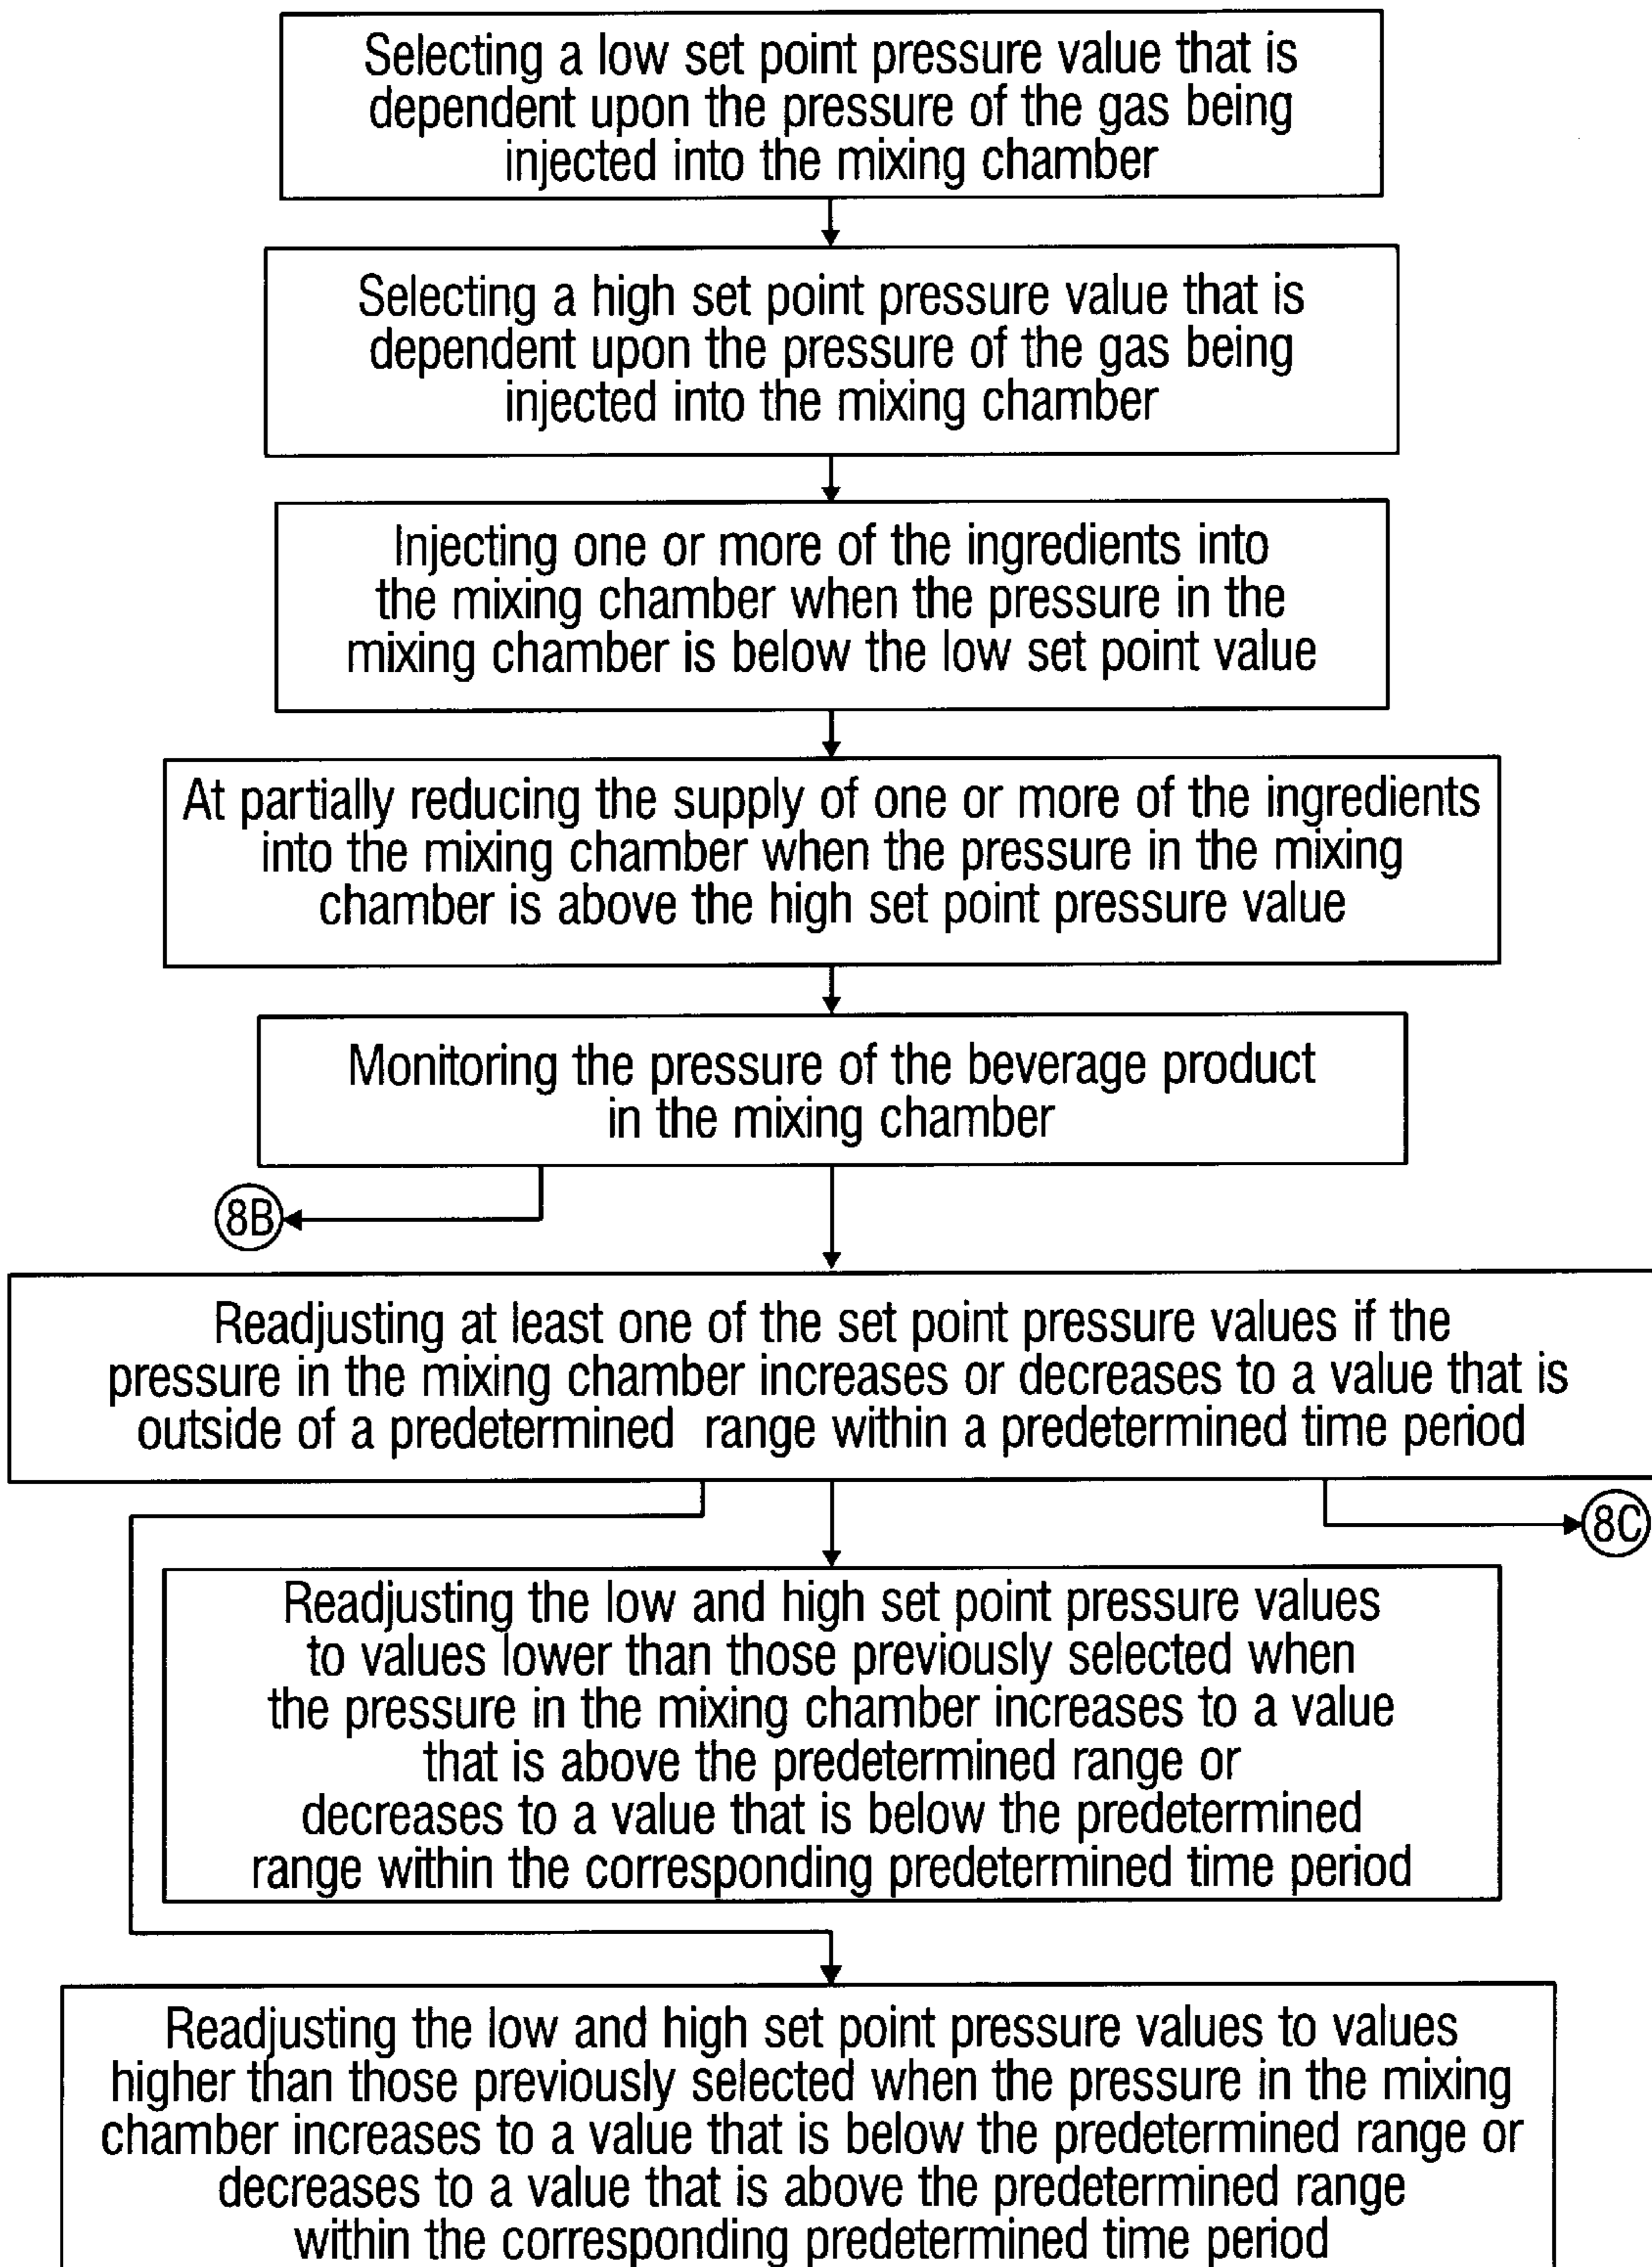 Selecting a low set point pressure value that is
dependent upon the pressure of the gas being
injected into the mixing chamber
Selecting a high set point pressure value that is
dependent upon the pressure of the gas being
injected into the mixing chamber
Injecting one or more of the ingredients into
the mixing chamber when the pressure in the
mixing chamber is below the low set point value
At partially reducing the supply of one or more of the ingredients
into the mixing chamber when the pressure in the mixing
chamber is above the high set point pressure value
Monitoring the pressure of the beverage product
in the mixing chamber
8B
Readjusting at least one of the set point pressure values if the
pressure in the mixing chamber increases or decreases to a value that is
outside of a predetermined range within a predetermined time period
8C
Readjusting the low and high set point pressure values
to values lower than those previously selected when
the pressure in the mixing chamber increases to a value
that is above the predetermined range or
decreases to a value that is below the predetermined
range within the corresponding predetermined time period
Readjusting the low and high set point pressure values to values
higher than those previously selected when the pressure in the mixing
chamber increases to a value that is below the predetermined range or
decreases to a value that is above the predetermined range
within the corresponding predetermined time period